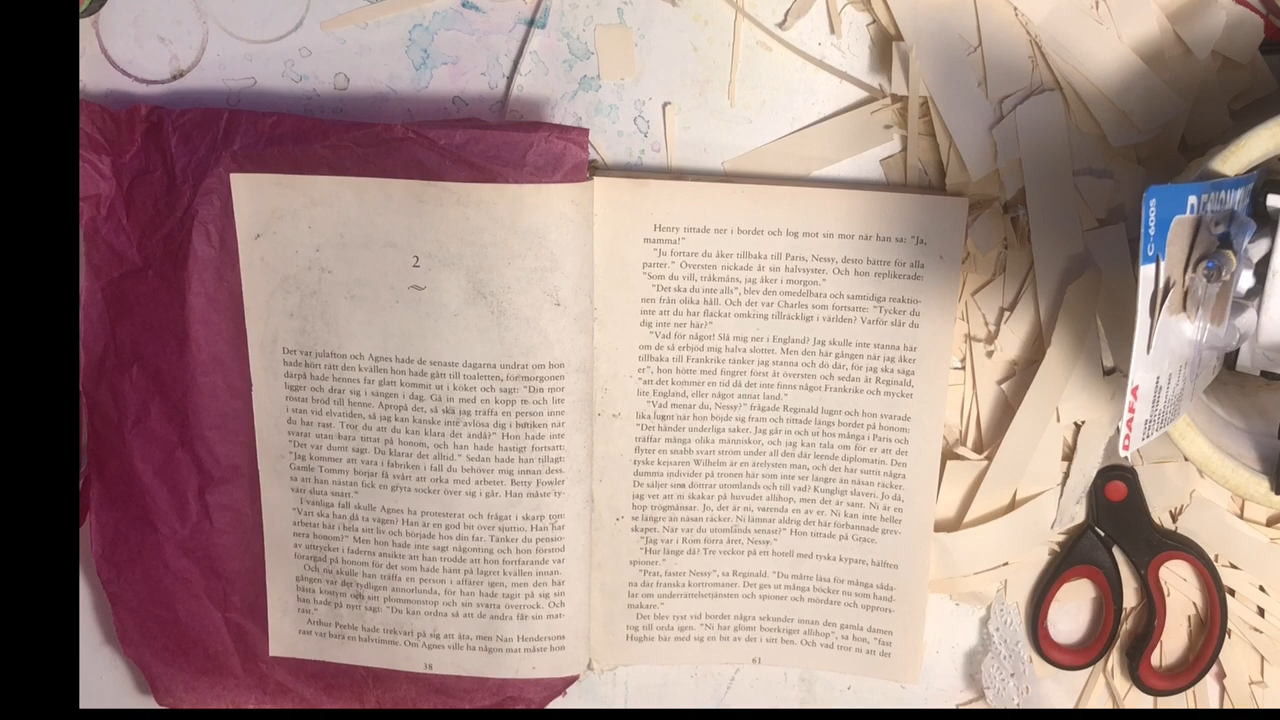 2
Det var julafton och Agnes hade de senaste dagarna undrat om hon
hade hört rätt den kvällen hon hade gått till toaletten, för morgonen
därpå hade hennes far glatt kommit ut i köket och sagt: "Din mor
ligger och drar sig i sängen i dag. Gå in med en kopp te och lite
rostat bröd till henne. Apropå det, så ska jag träffa en person inne
i stan vid elvatiden, så jag kan kanske inte avlösa dig i butiken när
du har rast. Tror du att du kan klara det ändå?" Hon hade inte
svarat utan bara tittat på honom, och han hade hastigt fortsatt:
"Det var dumt sagt. Du klarar det alltid." Sedan hade han tillagt:
"Jag kommer att vara i fabriken i fall du behöver mig innan dess.
Gamle Tommy börjar få svårt att orka med arbetet. Betty Fowler
sa att han nästan fick en gryta socker över sig i går. Han måste ty-
värr sluta snart."
I vanliga fall skulle Agnes ha protesterat och frågat i skarp ton:
"Vart ska han då ta vägen? Han är en god bit över sjuttio. Han har
arbetat här i hela sitt liv och började hos din far. Tänker du pensio-
nera honom?" Men hon hade inte sagt någonting och hon förstod
av uttrycket i faderns ansikte att han trodde att hon fortfarande var
förargad på honom för det som hade hänt på lagret kvällen innan.
Och nu skulle han träffa en person i affärer igen, men den här
gången var det tydligen annorlunda, för han hade tagit på sig sin
bästa kostym och sitt plommonstop och sin svarta överrock. Och
han hade på nytt sagt: "Du kan ordna så att de andra får sin mat-
rast."
Arthur Peeble hade trekvart på sig att äta, men Nan Hendersons
rast var bara en halvtimme. Om Agnes ville ha någon mat måste hon
38
Henry tittade ner i bordet och log mot sin mor när han sa: "Ja,
mamma!"
"Ju fortare du åker tillbaka till Paris, Nessy, desto bättre för alla
parter." Översten nickade åt sin halvsyster. Och hon replikerade:
"Som du vill, tråkmåns, jag åker i morgon."
"Det ska du inte alls", blev den omedelbara och samtidiga reaktio-
nen från olika håll. Och det var Charles som fortsatte: "Tycker du
inte att du har flackat omkring tillräckligt i världen? Varför slår du
dig inte ner här?"
"Vad för något! Slå mig ner i England? Jag skulle inte stanna här
om de så erbjöd mig halva slottet. Men den här gången när jag åker
tillbaka till Frankrike tänker jag stanna och dö där, för jag ska säga
er", hon hötte med fingret först åt översten och sedan åt Reginald,
"att det kommer en tid då det inte finns något Frankrike och mycket
lite England, eller något annat land."
"Vad menar du, Nessy?" frågade Reginald lugnt och hon svarade
lika lugnt när hon böjde sig fram och tittade längs bordet på honom:
"Det händer underliga saker. Jag går in och ut hos många i Paris och
träffar många olika människor, och jag kan tala om för er att det
flyter en snabb svart ström under all den där leende diplomatin. Den
tyske kejsaren Wilhelm är en ärelysten man, och det har suttit några
dumma individer på tronen här som inte ser längre än näsan räcker.
De säljer sina döttrar utomlands och till vad? Kungligt slaveri. Jo då,
jag vet att ni skakar på huvudet allihop, men det är sant. Ni är en
hop trögmånsar. Jo, det är ni, varenda en av er. Ni kan inte heller
se längre än näsan räcker. Ni lämnar aldrig det här förbannade grev-
skapet. När var du utomlands senast?" Hon tittade på Grace.
"Jag var i Rom förra året, Nessy."
"Hur länge då? Tre veckor på ett hotell med tyska kypare, hälften
spioner."
"Prat, faster Nessy", sa Reginald. "Du måtte läsa för många såda-
na där franska kortromaner. Det ges ut många böcker nu som hand-
lar om underrättelsetjänsten och spioner och mördare och upprors-
makare."
Det blev tyst vid bordet några sekunder innan den gamla damen
tog till orda igen. "Ni har glömt boerkriget allihop", sa hon, "fast
Hughie bär med sig en bit av det i sitt ben. Och vad tror ni att det
61
C-600S
DAFA